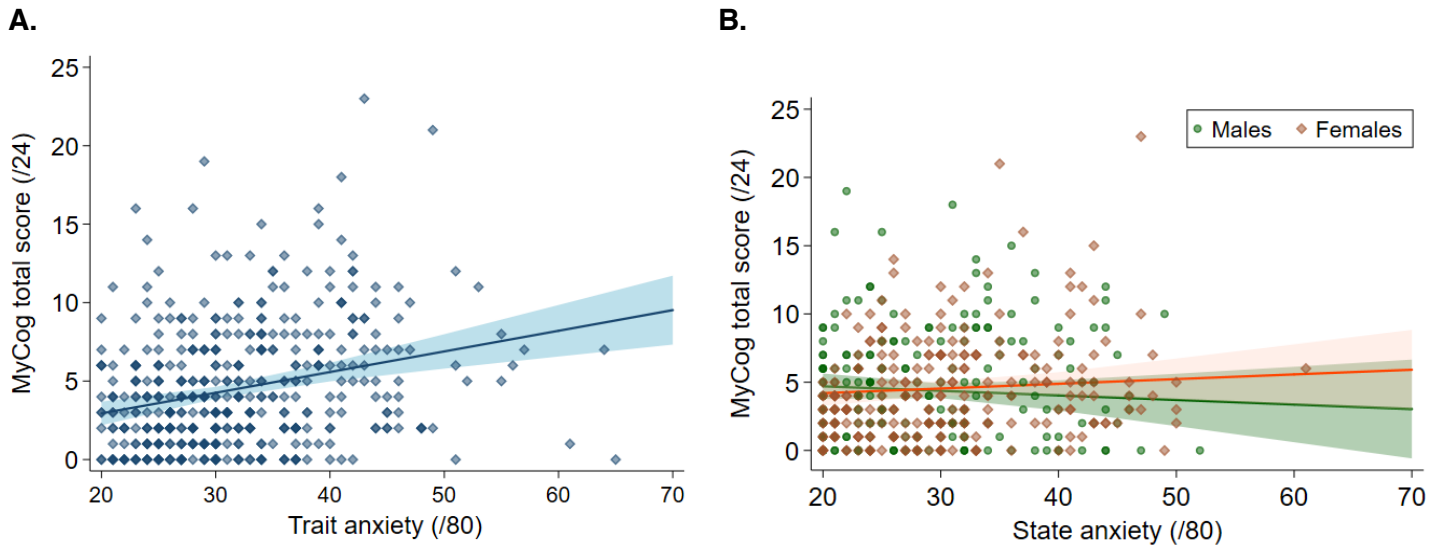 A.
B.
25
20
15
10
5
0
MyCog total score (/24)
20 30 40 50 60 70
Trait anxiety (/80)
Males Females
25
20
15
10
5
0
MyCog total score (/24)
20 30 40 50 60 70
State anxiety (/80)